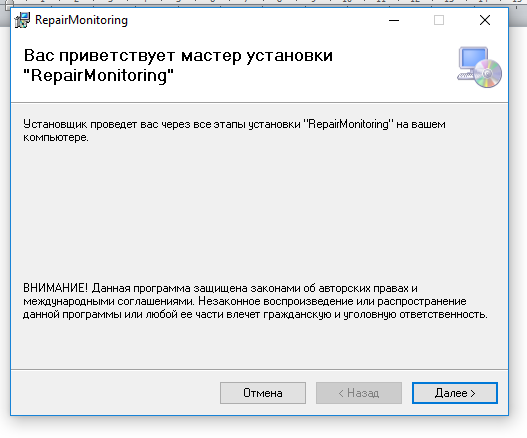 RepairMonitoring
Вас приветствует мастер установки
"RepairMonitoring"
Установщик проведет вас через все этапы установки "RepairMonitoring" на вашем
компьютере.
ВНИМАНИЕ! Данная программа защищена законами об авторских правах и
международными соглашениями. Незаконное воспроизведение или распространение
данной программы или любой ее части влечет гражданскую и уголовную ответственность.
Отмена
< Назад
Далее >